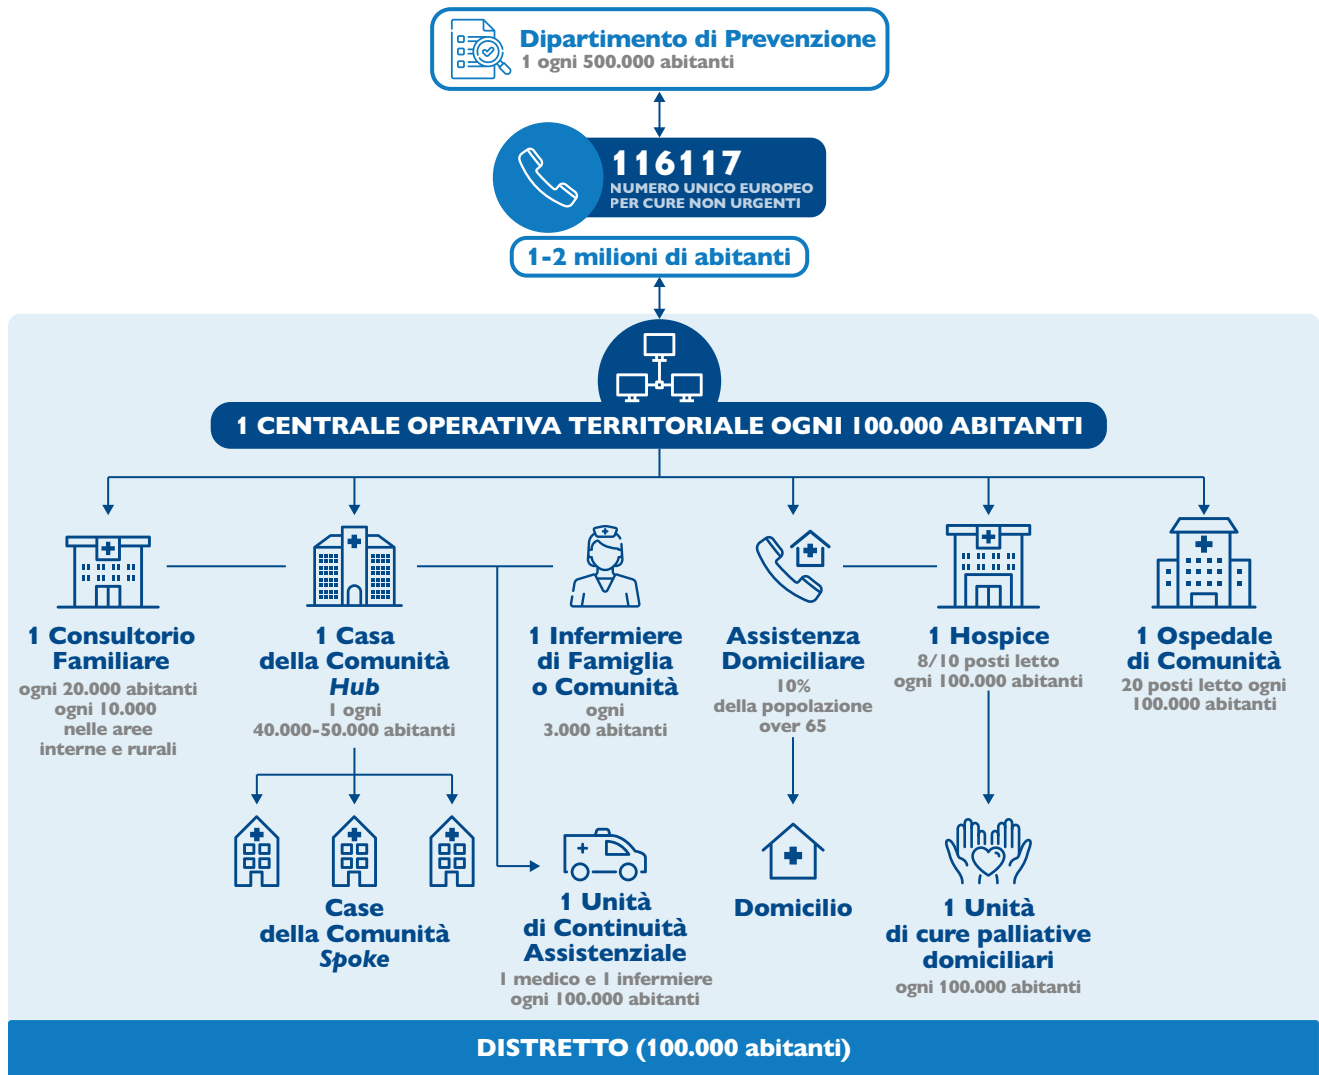 Dipartimento di Prevenzione
1 ogni 500.000 abitanti
116117
NUMERO UNICO EUROPEO
PER CURE NON URGENTI
1-2 milioni di abitanti
1 CENTRALE OPERATIVA TERRITORIALE OGNI 100.000 ABITANTI
1 Consultorio
Familiare
ogni 20.000 abitanti
ogni 10.000
nelle aree
interne e rurali
1 Casa
della Comunità
Hub
1 ogni
40.000-50.000 abitanti
1 Infermiere
di Famiglia
o Comunità
ogni
3.000 abitanti
Assistenza
Domiciliare
10%
della popolazione
over 65
1 Hospice
8/10 posti letto
ogni 100.000 abitanti
1 Ospedale
di Comunità
20 posti letto ogni
100.000 abitanti
Case
della Comunità
Spoke
1 Unità
di Continuità
Assistenziale
1 medico e 1 infermiere
ogni 100.000 abitanti
Domicilio
1 Unità
di cure palliative
domiciliari
ogni 100.000 abitanti
DISTRETTO (100.000 abitanti)